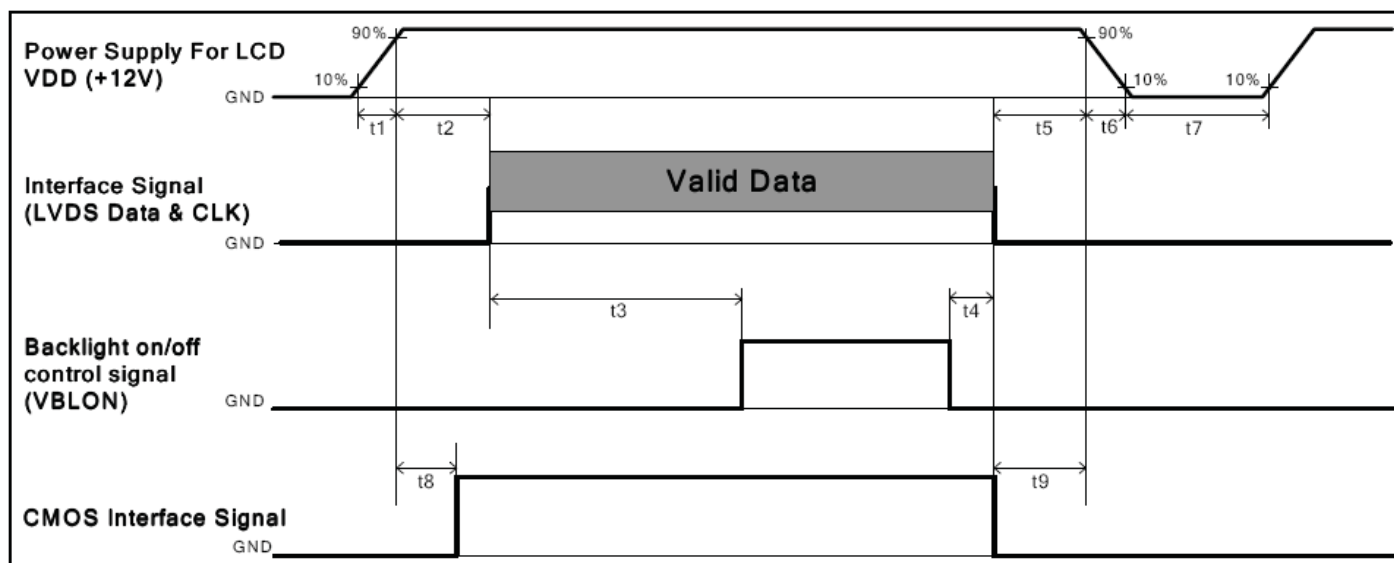 Power Supply For LCD
VDD (+12V)
90%
90%
10%
10%
10%
GND
t1
t2
t5
t6
t7
Valid Data
Interface Signal
(LVDS Data & CLK)
GND
t3
t4
Backlight on/off
control signal
(VBLON)
GND
t8
t9
CMOS Interface Signal
GND